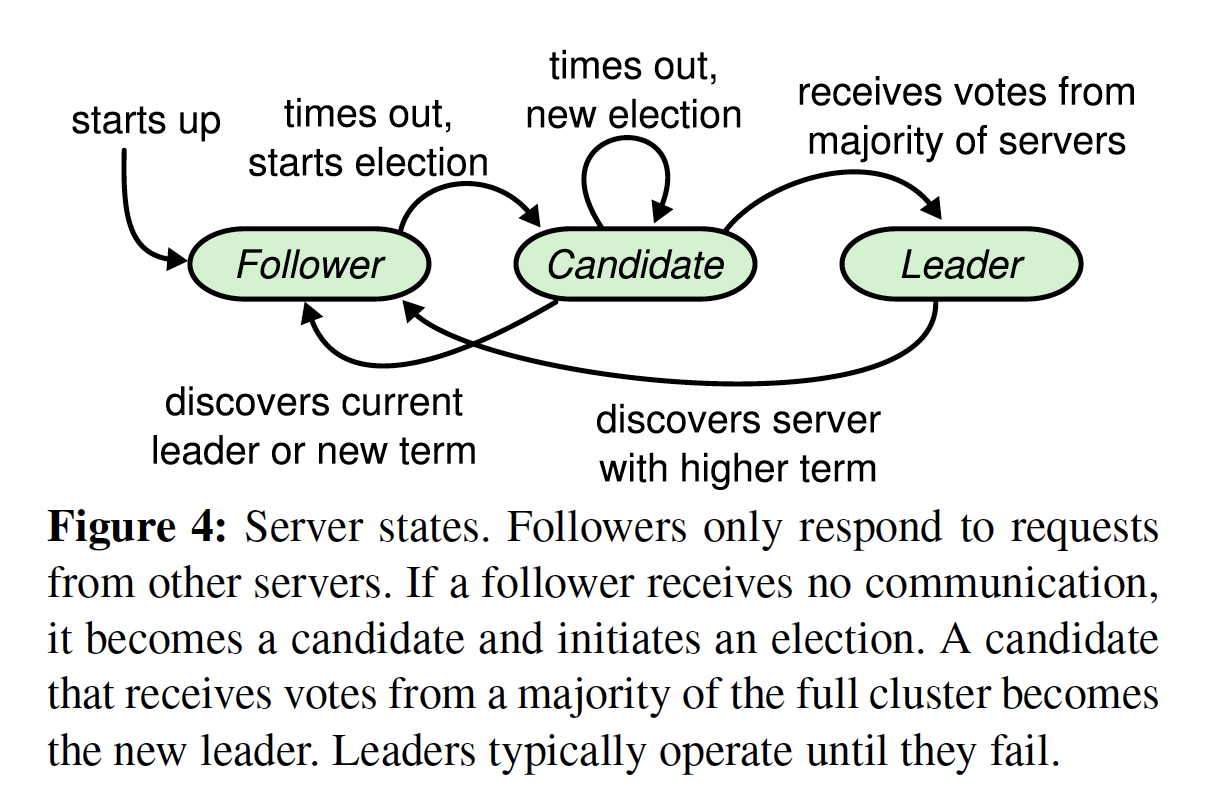 starts up
times out,
starts election
times out,
new election
receives votes from
majority of servers
Follower
Candidate
Leader
discovers current
leader or new term
discovers server
with higher term
Figure 4: Server states. Followers only respond to requests
from other servers. If a follower receives no communication,
it becomes a candidate and initiates an election. A candidate
that receives votes from a majority of the full cluster becomes
the new leader. Leaders typically operate until they fail.